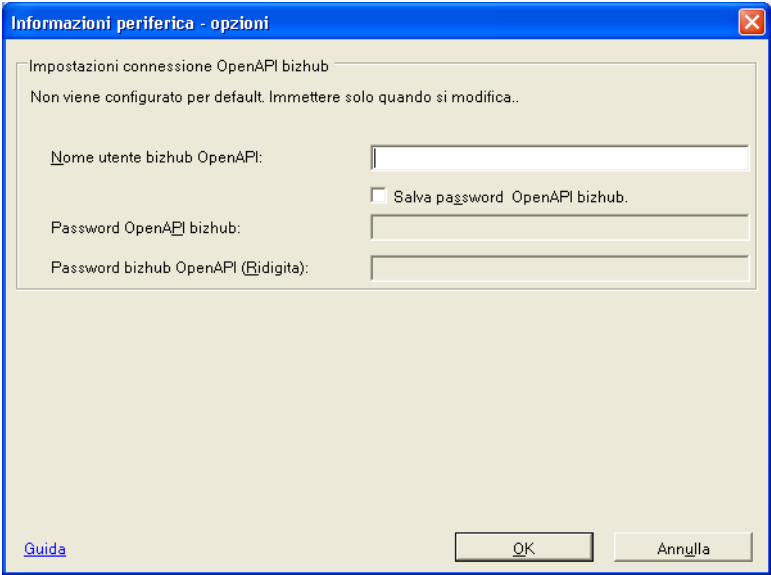 Informazioni periferica - opzioni
Impostazioni connessione OpenAPI bizhub
Non viene configurato per default. Immettere solo quando si modifica..
Nome utente bizhub OpenAPI:
Salva password  OpenAPI bizhub.
Password OpenAPI bizhub:
Password bizhub OpenAPI (Ridigita):
Guida
OK
Annulla